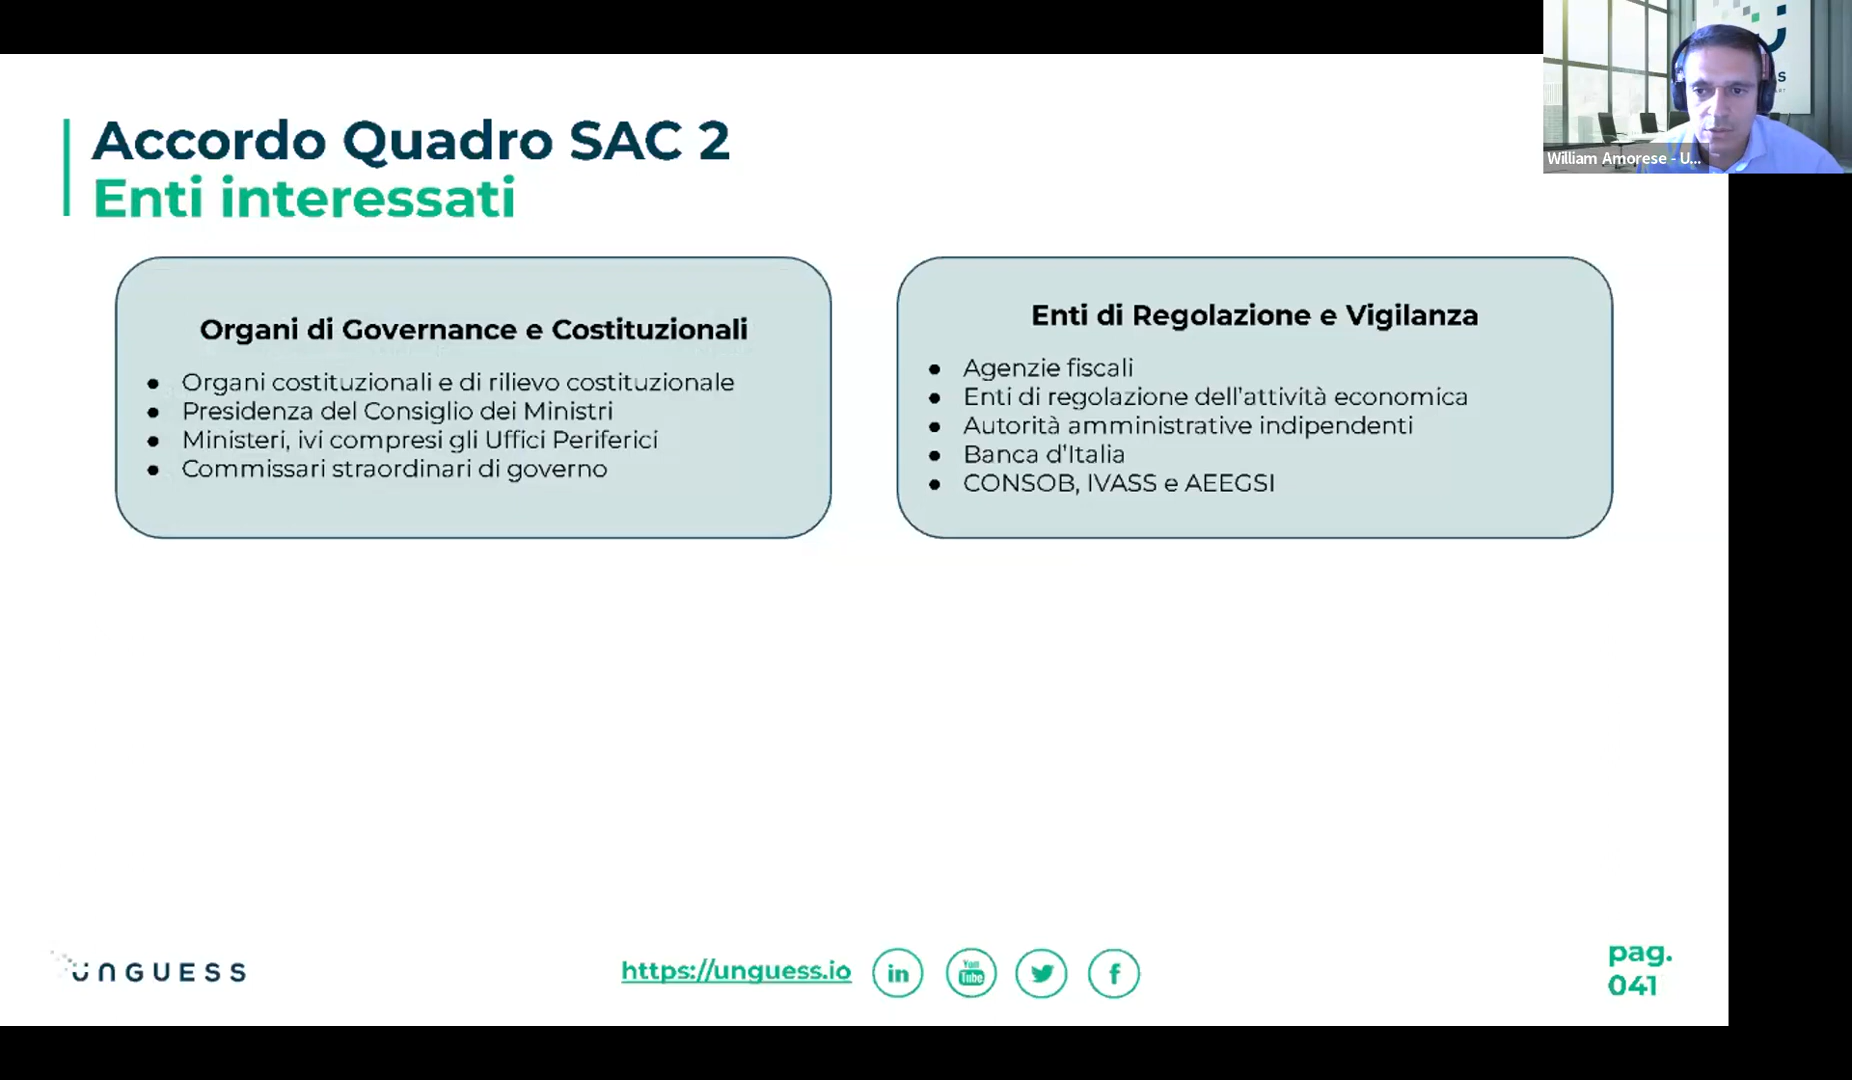 William Amorese - U...
Accordo Quadro SAC 2
Enti interessati
Organi di Governance e Costituzionali
● Organi costituzionali e di rilievo costituzionale
● Presidenza del Consiglio dei Ministri
● Ministeri, ivi compresi gli Uffici Periferici
● Commissari straordinari di governo
Enti di Regolazione e Vigilanza
● Agenzie fiscali
● Enti di regolazione dell'attività economica
● Autorità amministrative indipendenti
● Banca d'Italia
● CONSOB, IVASS e AEEGSI
UNGUESS
https://unguess.io
in
You
Tube
f
pag.
041